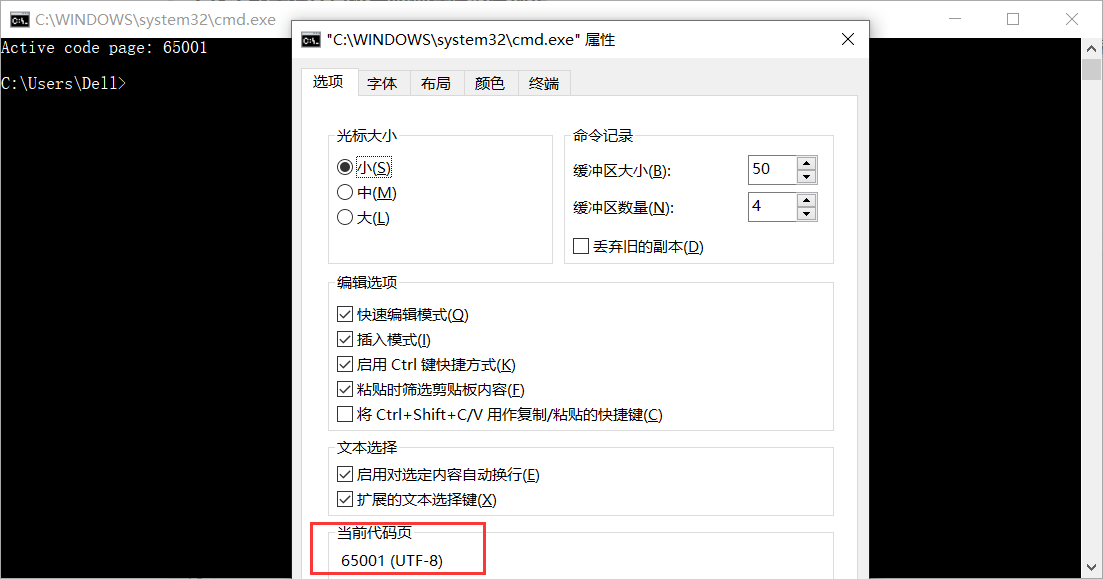 C:\WINDOWS\system32\cmd.exe
Active code page: 65001
C:\Users\Dell>
"C:\WINDOWS\system32\cmd.exe" 属性
选项 字体 布局 颜色 终端
光标大小
小(S)
中(M)
大(L)
命令记录
缓冲区大小(B): 50
缓冲区数量(N): 4
丢弃旧的副本(D)
编辑选项
快速编辑模式(Q)
插入模式(I)
启用 Ctrl 键快捷方式(K)
粘贴时筛选剪贴板内容(F)
将 Ctrl+Shift+C/V 用作复制/粘贴的快捷键(C)
文本选择
启用对选定内容自动换行(E)
扩展的文本选择键(X)
当前代码页
65001 (UTF-8)